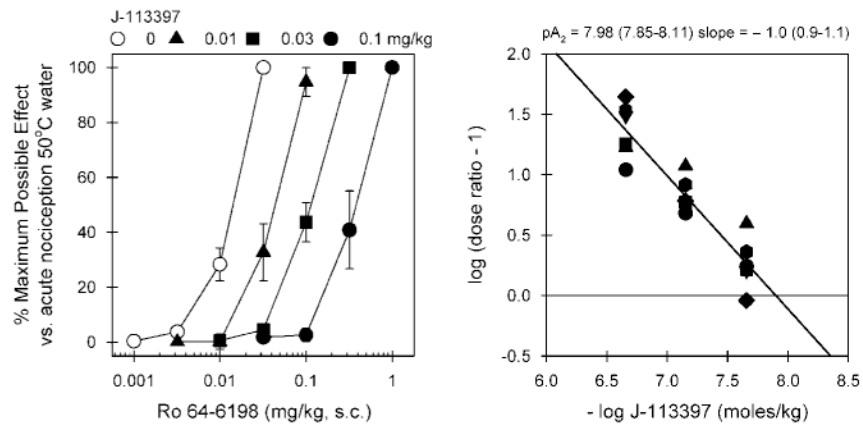 J-113397
0 0.01 0.03 0.1 mg/kg
% Maximum Possible Effect
vs. acute nociception 50°C water
100
80
60
40
20
0
0.001 0.01 0.1 1
Ro 64-6198 (mg/kg, s.c.)
pA₂ = 7.98 (7.85-8.11) slope = – 1.0 (0.9-1.1)
log (dose ratio - 1)
2.0
1.5
1.0
0.5
0.0
-0.5
6.0 6.5 7.0 7.5 8.0 8.5
- log J-113397 (moles/kg)